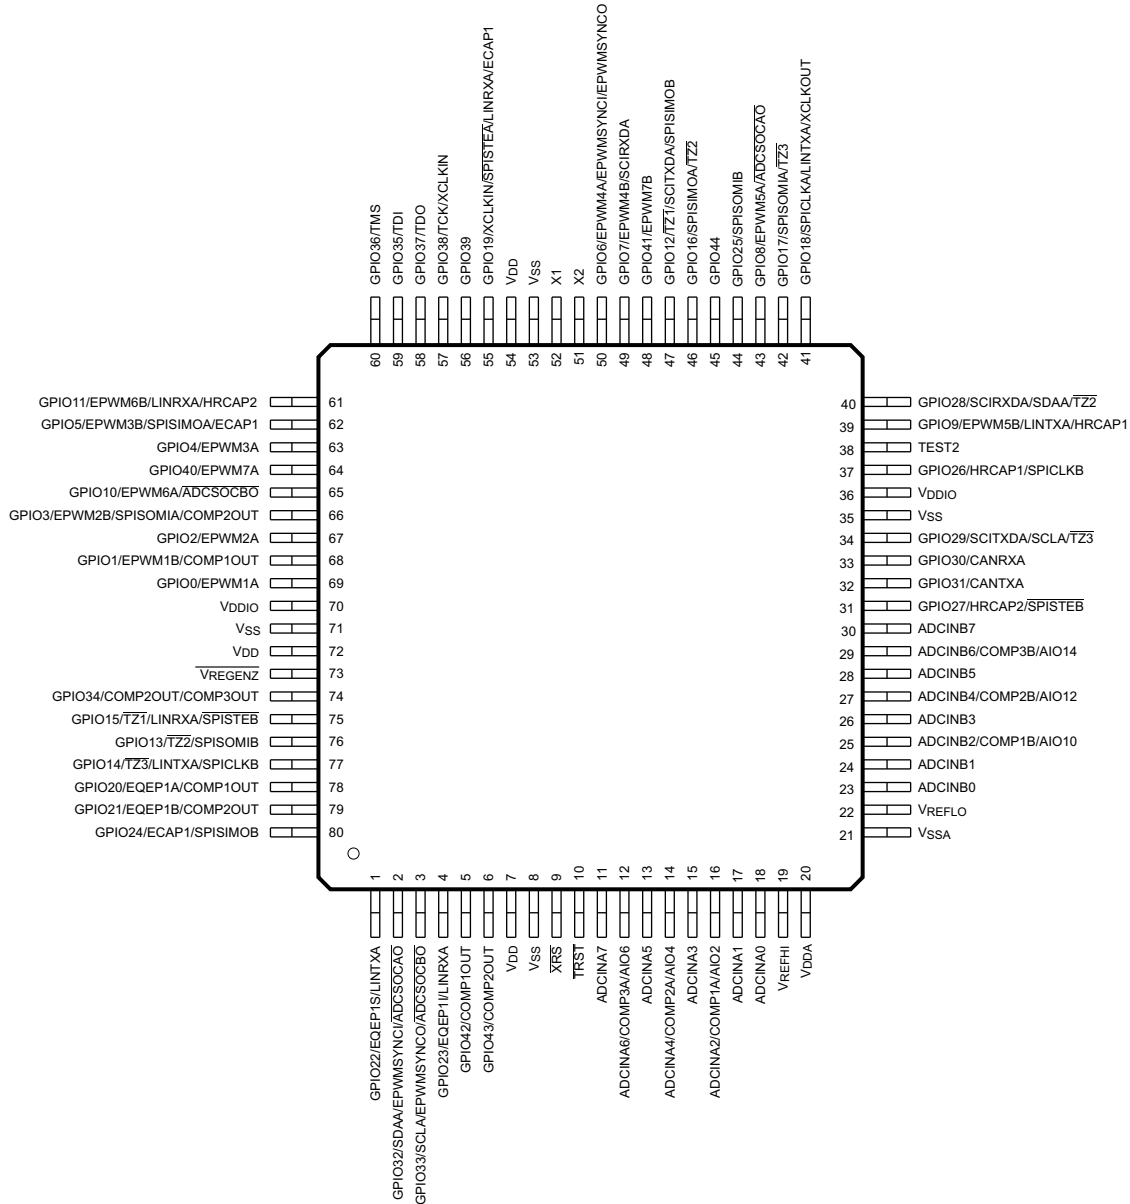 GPIO36/TMS
GPIO35/TDI
GPIO37/TDO
GPIO38/TCK/XCLKIN
GPIO39
GPIO19/XCLKIN/SPISTEA/LINRXA/ECAP1
VDD
VSS
X1
X2
GPIO6/EPWM4A/EPWMSYNCI/EPWMSYNCO
GPIO7/EPWM4B/SCIRXDA
GPIO41/EPWM7B
GPIO12/TZ1/SCITXDA/SPISIMOB
GPIO16/SPISIMOA/TZ2
GPIO44
GPIO25/SPISOMIB
GPIO8/EPWM5A/ADCSOCAO
GPIO17/SPISOMIA/TZ3
GPIO18/SPICLKA/LINTXA/XCLKOUT
60
59
58
57
56
55
54
53
52
51
50
49
48
47
46
45
44
43
42
41
GPIO11/EPWM6B/LINRXA/HRCAP2 61
GPIO5/EPWM3B/SPISIMOA/ECAP1 62
GPIO4/EPWM3A 63
GPIO40/EPWM7A 64
GPIO10/EPWM6A/ADCSOCBO 65
GPIO3/EPWM2B/SPISOMIA/COMP2OUT 66
GPIO2/EPWM2A 67
GPIO1/EPWM1B/COMP1OUT 68
GPIO0/EPWM1A 69
VDDIO 70
VSS 71
VDD 72
VREGENZ 73
GPIO34/COMP2OUT/COMP3OUT 74
GPIO15/TZ1/LINRXA/SPISTEB 75
GPIO13/TZ2/SPISOMIB 76
GPIO14/TZ3/LINTXA/SPICLKB 77
GPIO20/EQEP1A/COMP1OUT 78
GPIO21/EQEP1B/COMP2OUT 79
GPIO24/ECAP1/SPISIMOB 80
40 GPIO28/SCIRXDA/SDAA/TZ2
39 GPIO9/EPWM5B/LINTXA/HRCAP1
38 TEST2
37 GPIO26/HRCAP1/SPICLKB
36 VDDIO
35 VSS
34 GPIO29/SCITXDA/SCLA/TZ3
33 GPIO30/CANRXA
32 GPIO31/CANTXA
31 GPIO27/HRCAP2/SPISTEB
30 ADCINB7
29 ADCINB6/COMP3B/AIO14
28 ADCINB5
27 ADCINB4/COMP2B/AIO12
26 ADCINB3
25 ADCINB2/COMP1B/AIO10
24 ADCINB1
23 ADCINB0
22 VREFLO
21 VSSA
1
2
3
4
5
6
7
8
9
10
11
12
13
14
15
16
17
18
19
20
GPIO22/EQEP1S/LINTXA
GPIO32/SDAA/EPWMSYNCI/ADCSOCAO
GPIO33/SCLA/EPWMSYNCO/ADCSOCBO
GPIO23/EQEP1I/LINRXA
GPIO42/COMP1OUT
GPIO43/COMP2OUT
VDD
VSS
XRS
TRST
ADCINA7
ADCINA6/COMP3A/AIO6
ADCINA5
ADCINA4/COMP2A/AIO4
ADCINA3
ADCINA2/COMP1A/AIO2
ADCINA1
ADCINA0
VREFHI
VDDA